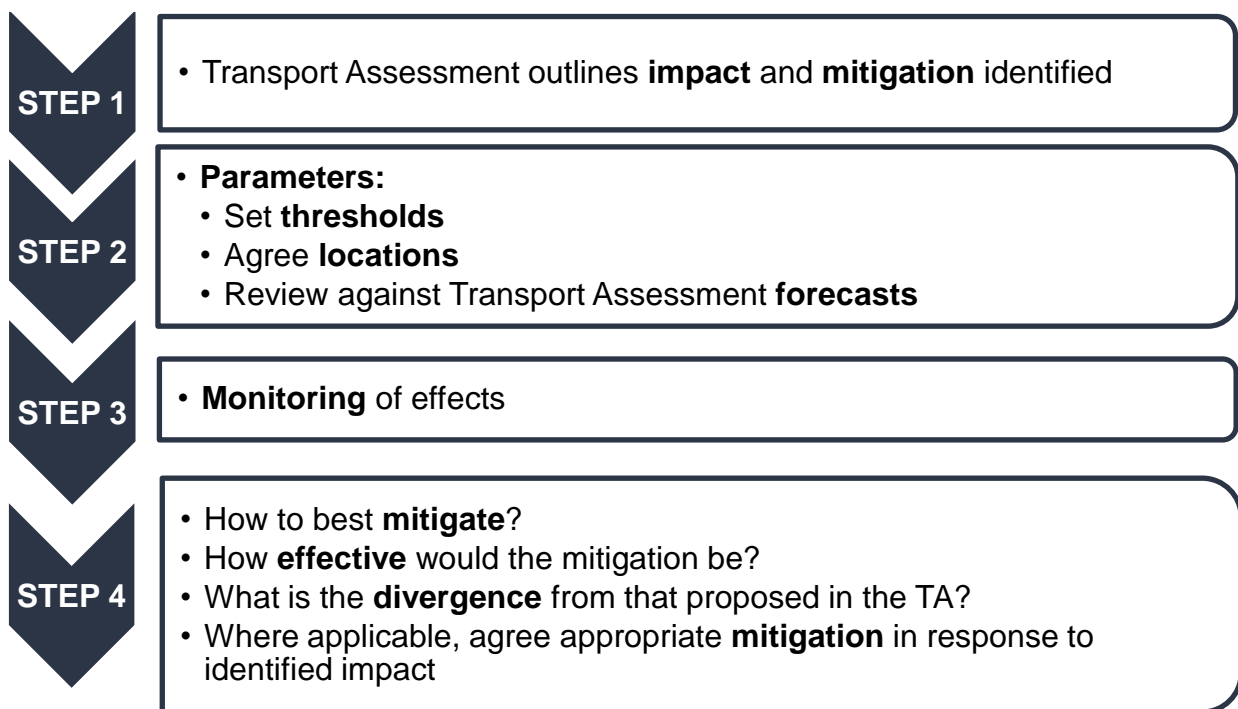 STEP 1
• Transport Assessment outlines impact and mitigation identified
STEP 2
• Parameters:
• Set thresholds
• Agree locations
• Review against Transport Assessment forecasts
STEP 3
• Monitoring of effects
STEP 4
• How to best mitigate?
• How effective would the mitigation be?
• What is the divergence from that proposed in the TA?
• Where applicable, agree appropriate mitigation in response to
identified impact